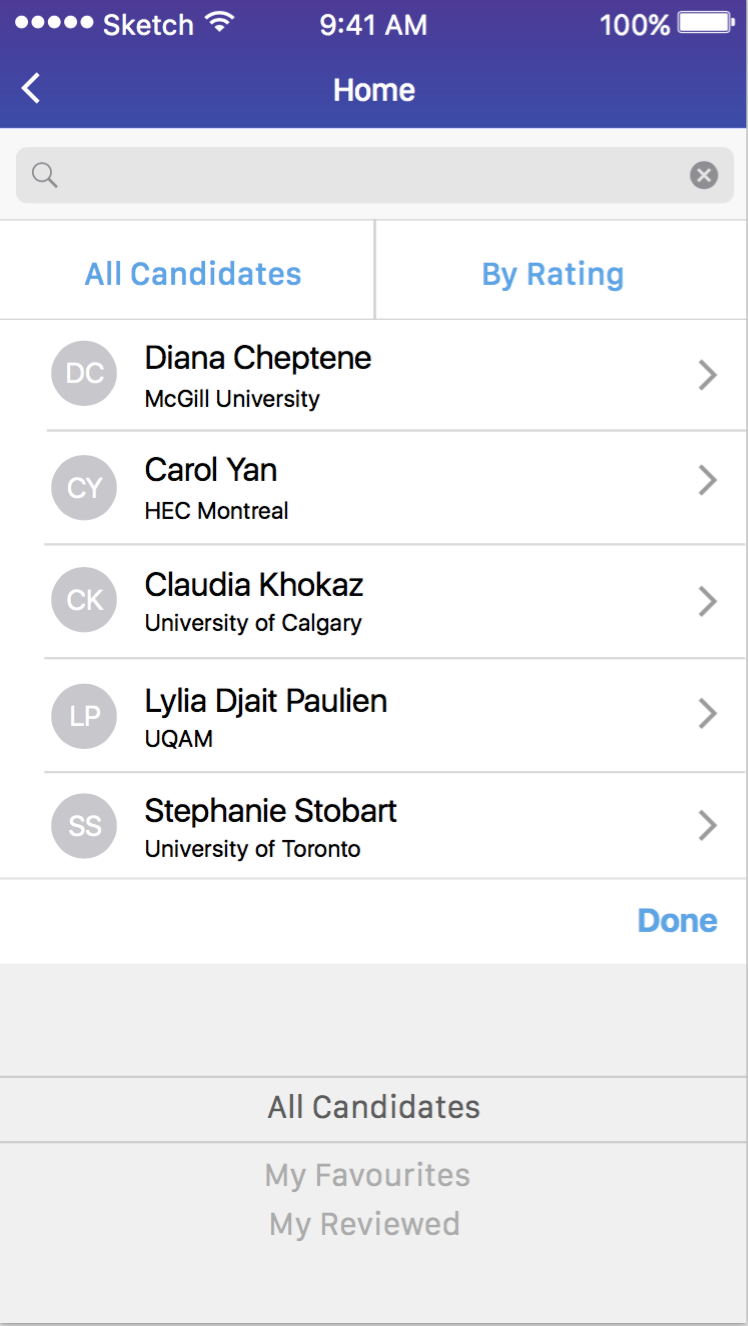 Sketch 9:41 AM 100%
Home
All Candidates By Rating
DC Diana Cheptene
McGill University
CY Carol Yan
HEC Montreal
CK Claudia Khokaz
University of Calgary
LP Lylia Djait Paulien
UQAM
SS Stephanie Stobart
University of Toronto
Done
All Candidates
My Favourites
My Reviewed